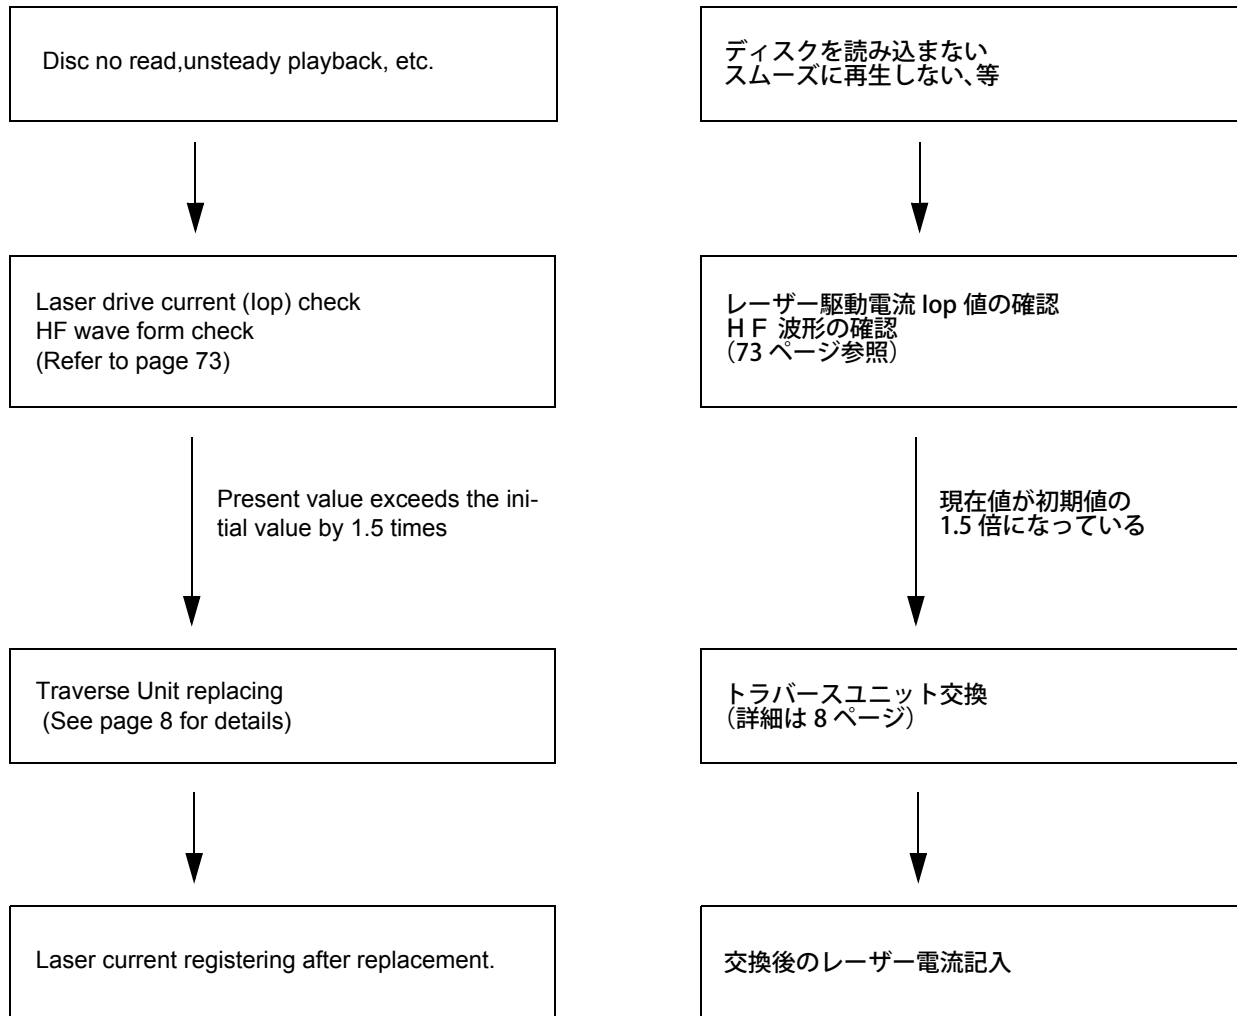 Disc no read,unsteady playback, etc.
Laser drive current (Iop) check
HF wave form check
(Refer to page 73)
Present value exceeds the ini-
tial value by 1.5 times
Traverse Unit replacing
(See page 8 for details)
Laser current registering after replacement.
ディスクを読み込まない
スムーズに再生しない、等
レーザー駆動電流 Iop 値の確認
ＨＦ 波形の確認
（73 ページ参照）
現在値が初期値の
1.5 倍になっている
トラバースユニット交換
（詳細は 8 ページ）
交換後のレーザー電流記入